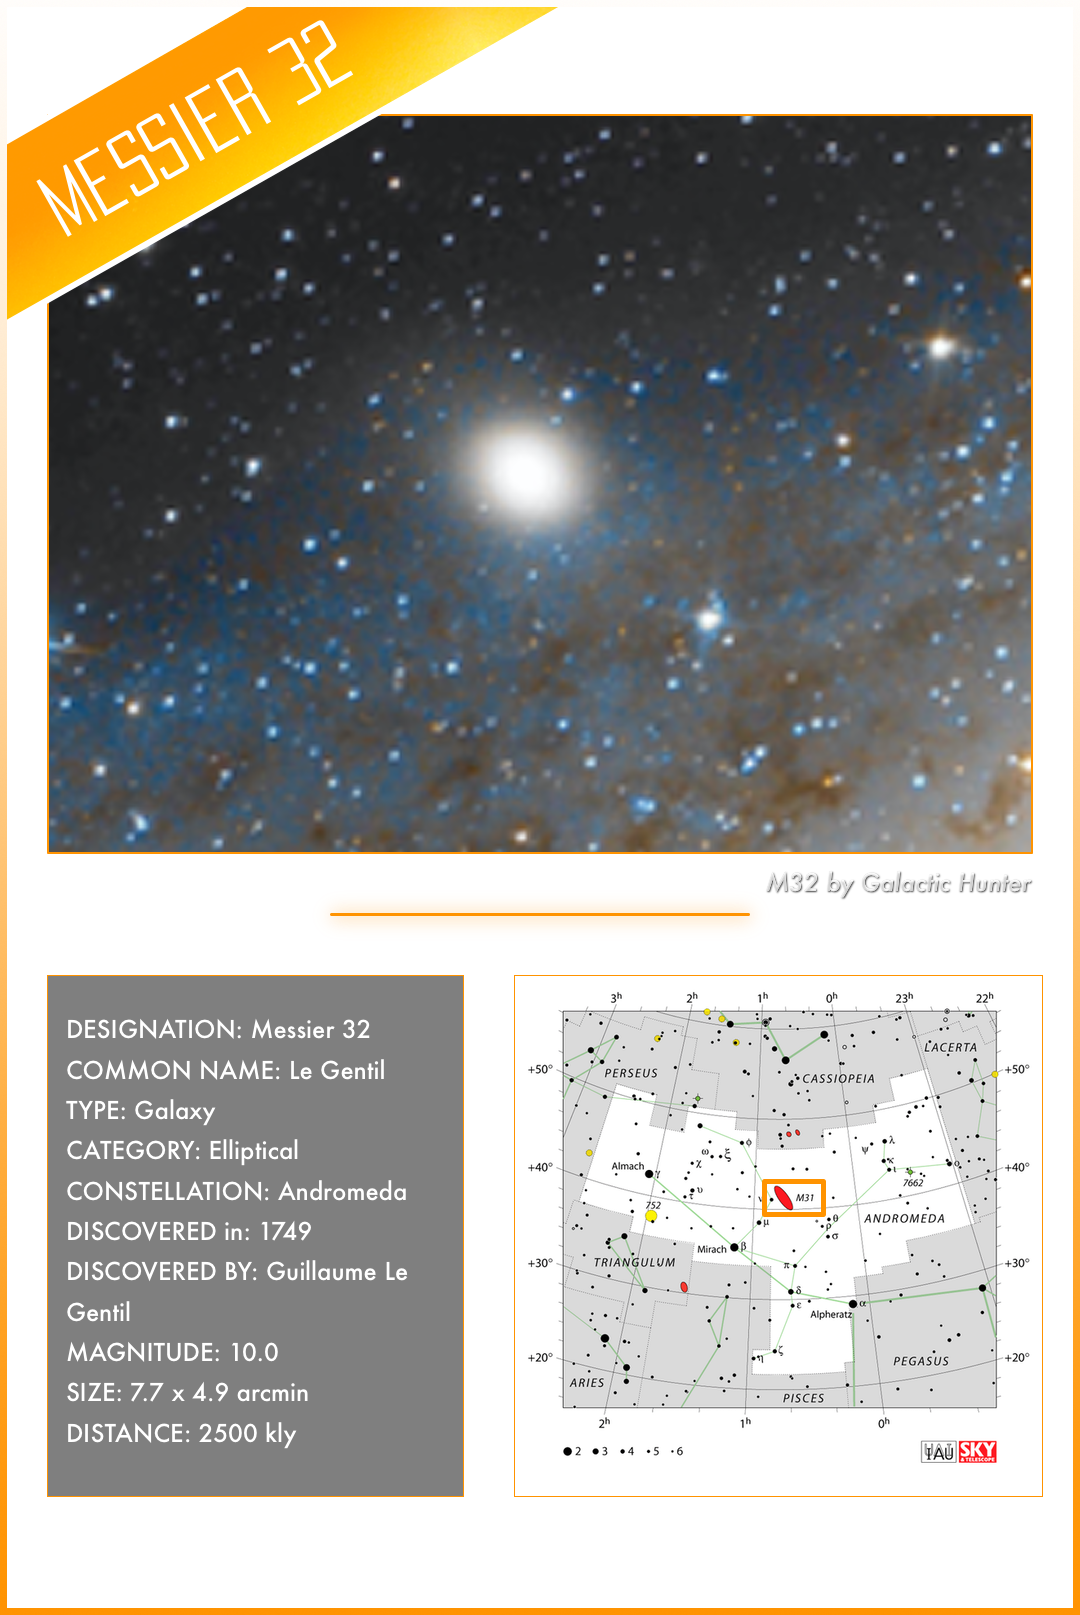 MESSIER 32
M32 by Galactic Hunter
DESIGNATION: Messier 32
COMMON NAME: Le Gentil
TYPE: Galaxy
CATEGORY: Elliptical
CONSTELLATION: Andromeda
DISCOVERED in: 1749
DISCOVERED BY: Guillaume Le
Gentil
MAGNITUDE: 10.0
SIZE: 7.7 x 4.9 arcmin
DISTANCE: 2500 kly
3h 2h 1h 0h 23h 22h
LACERTA
+50° PERSEUS CASSIOPEIA +50°
φ λ
ω ξ ψ
+40° Almach γ χ κ ι ο +40°
7662
752 τ υ ν M31
μ θ ANDROMEDA
ρ
σ
Mirach β
+30° TRIANGULUM π +30°
δ
ε Alpheratz α
+20° η ζ PEGASUS +20°
ARIES
PISCES
2h 1h 0h
2 3 4 5 6
IAU SKY
& TELESCOPE